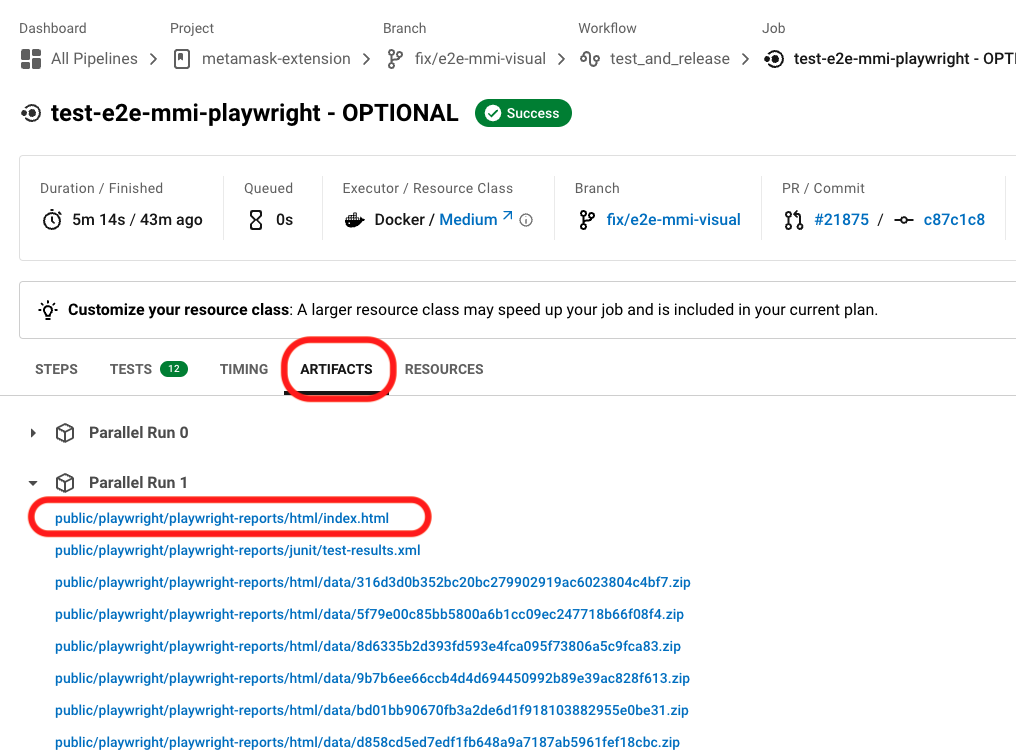 Dashboard Project Branch Workflow Job
All Pipelines metamask-extension fix/e2e-mmi-visual test_and_release test-e2e-mmi-playwright - OPTI
test-e2e-mmi-playwright - OPTIONAL Success
Duration / Finished Queued Executor / Resource Class Branch PR / Commit
5m 14s / 43m ago 0s Docker / Medium fix/e2e-mmi-visual #21875 / c87c1c8
Customize your resource class: A larger resource class may speed up your job and is included in your current plan.
STEPS TESTS 12 TIMING ARTIFACTS RESOURCES
Parallel Run 0
Parallel Run 1
public/playwright/playwright-reports/html/index.html
public/playwright/playwright-reports/junit/test-results.xml
public/playwright/playwright-reports/html/data/316d3d0b352bc20bc279902919ac6023804c4bf7.zip
public/playwright/playwright-reports/html/data/5f79e00c85bb5800a6b1cc09ec247718b66f08f4.zip
public/playwright/playwright-reports/html/data/8d6335b2d393fd593e4fca095f73806a5c9fca83.zip
public/playwright/playwright-reports/html/data/9b7b6ee66ccb4d4d694450992b89e39ac828f613.zip
public/playwright/playwright-reports/html/data/bd01bb90670fb3a2de6d1f918103882955e0be31.zip
public/playwright/playwright-reports/html/data/d858cd5ed7edf1fb648a9a7187ab5961fef18cbc.zip